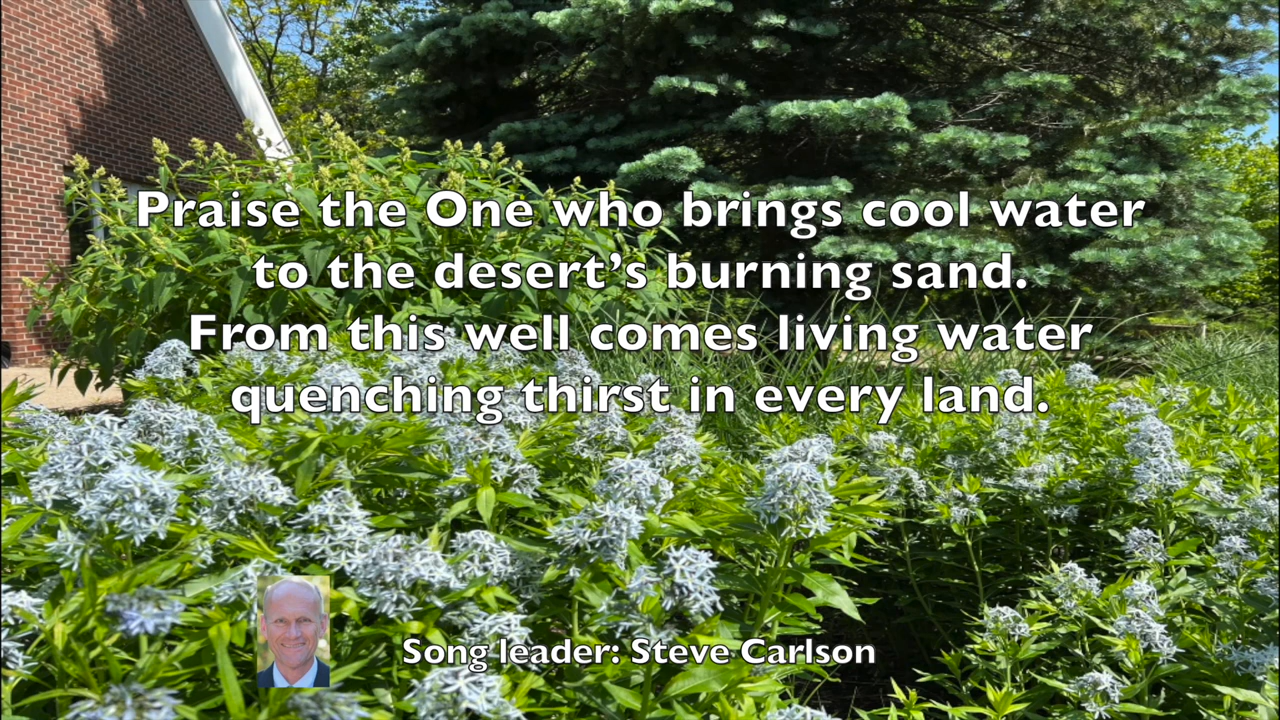 Praise the One who brings cool water
to the desert’s burning sand.
From this well comes living water
quenching thirst in every land.
Song leader: Steve Carlson